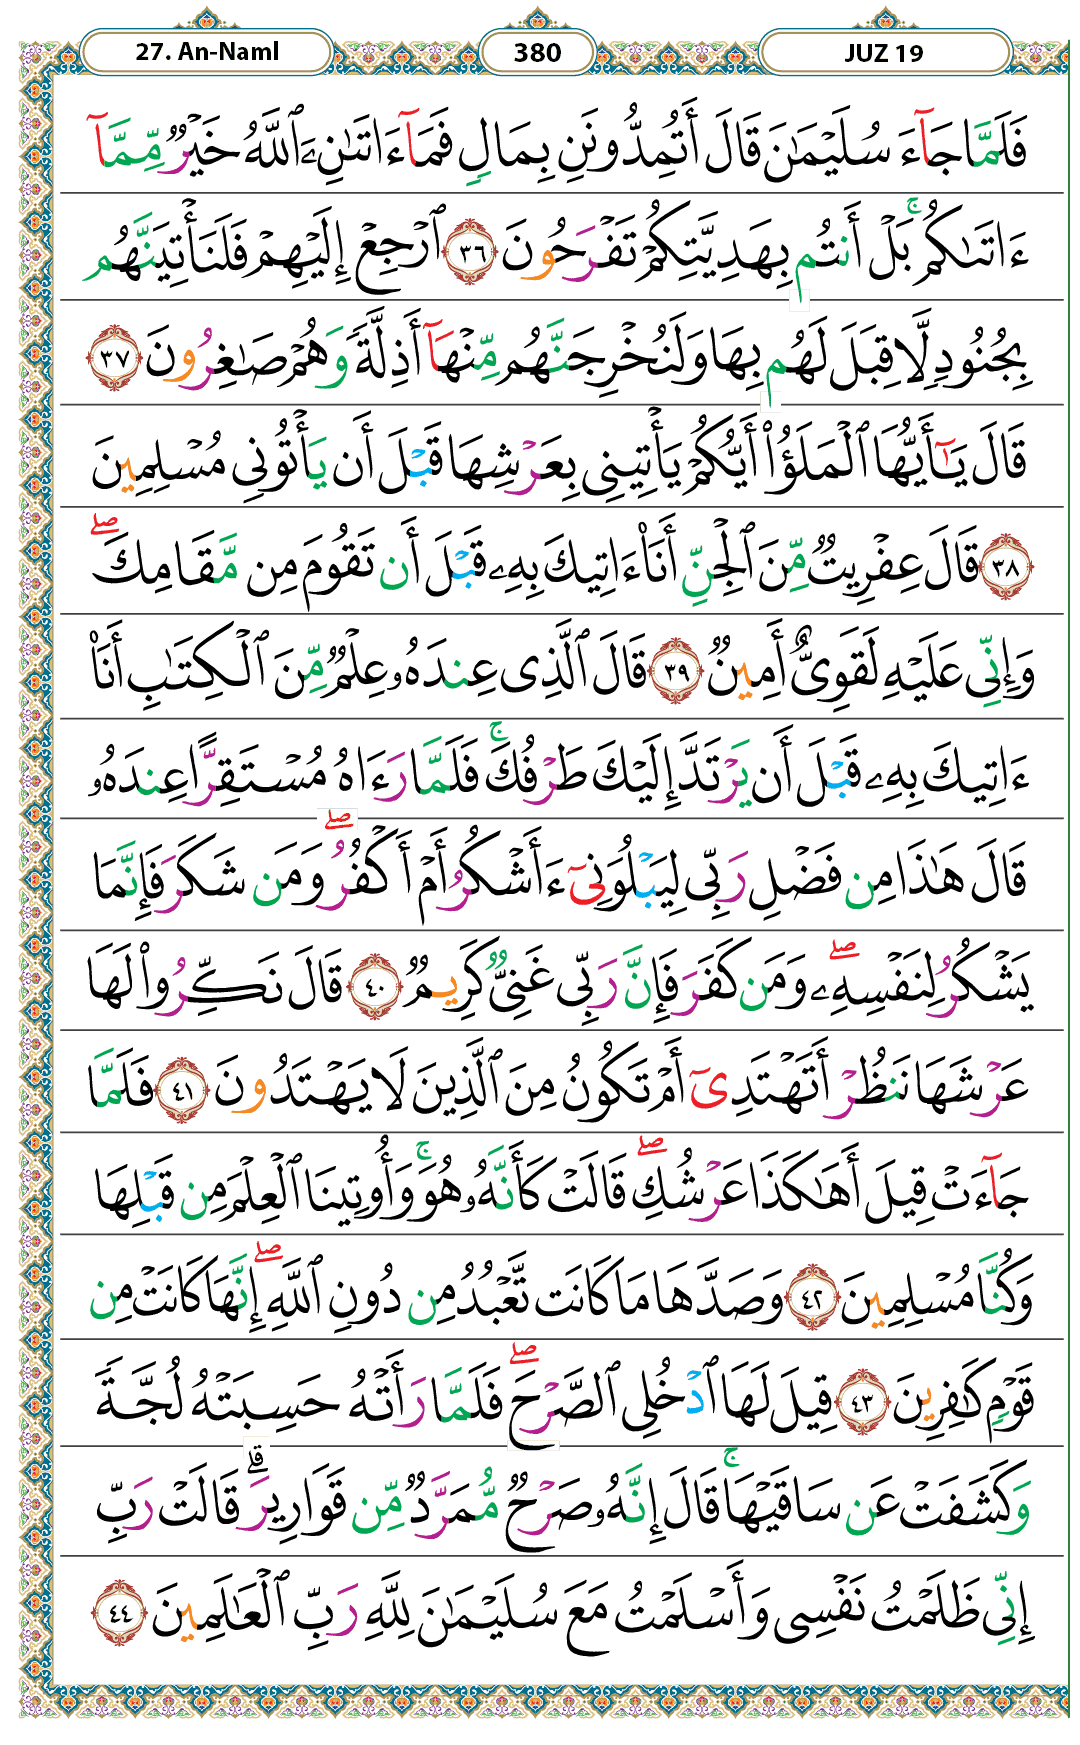 27. An-Naml
380
JUZ 19
فَلَمَّا جَآءَ سُلَيْمَٰنَ قَالَ أَتُمِدُّونَنِ بِمَالٍ فَمَآ ءَاتَىٰنِۦَ ٱللَّهُ خَيْرٌ مِّمَّآ
ءَاتَىٰكُم ۚ بَلْ أَنتُم بِهَدِيَّتِكُمْ تَفْرَحُونَ ٣٦ ٱرْجِعْ إِلَيْهِمْ فَلَنَأْتِيَنَّهُم
بِجُنُودٍ لَّا قِبَلَ لَهُم بِهَا وَلَنُخْرِجَنَّهُم مِّنْهَآ أَذِلَّةً وَهُمْ صَٰغِرُونَ ٣٧
قَالَ يَٰٓأَيُّهَا ٱلْمَلَؤُا۟ أَيُّكُمْ يَأْتِينِى بِعَرْشِهَا قَبْلَ أَن يَأْتُونِى مُسْلِمِينَ
٣٨ قَالَ عِفْرِيتٌ مِّنَ ٱلْجِنِّ أَنَا۠ ءَاتِيكَ بِهِۦ قَبْلَ أَن تَقُومَ مِن مَّقَامِكَ ۖ
وَإِنِّى عَلَيْهِ لَقَوِىٌّ أَمِينٌ ٣٩ قَالَ ٱلَّذِى عِندَهُۥ عِلْمٌ مِّنَ ٱلْكِتَٰبِ أَنَا۠
ءَاتِيكَ بِهِۦ قَبْلَ أَن يَرْتَدَّ إِلَيْكَ طَرْفُكَ ۚ فَلَمَّا رَءَاهُ مُسْتَقِرًّا عِندَهُۥ
قَالَ هَٰذَا مِن فَضْلِ رَبِّى لِيَبْلُوَنِىٓ ءَأَشْكُرُ أَمْ أَكْفُرُ ۖ وَمَن شَكَرَ فَإِنَّمَا
يَشْكُرُ لِنَفْسِهِۦ ۖ وَمَن كَفَرَ فَإِنَّ رَبِّى غَنِىٌّ كَرِيمٌ ٤٠ قَالَ نَكِّرُوا۟ لَهَا
عَرْشَهَا نَنظُرْ أَتَهْتَدِىٓ أَمْ تَكُونُ مِنَ ٱلَّذِينَ لَا يَهْتَدُونَ ٤١ فَلَمَّا
جَآءَتْ قِيلَ أَهَٰكَذَا عَرْشُكِ ۖ قَالَتْ كَأَنَّهُۥ هُوَ ۚ وَأُوتِينَا ٱلْعِلْمَ مِن قَبْلِهَا
وَكُنَّا مُسْلِمِينَ ٤٢ وَصَدَّهَا مَا كَانَت تَّعْبُدُ مِن دُونِ ٱللَّهِ ۖ إِنَّهَا كَانَتْ مِن
قَوْمٍ كَٰفِرِينَ ٤٣ قِيلَ لَهَا ٱدْخُلِى ٱلصَّرْحَ ۖ فَلَمَّا رَأَتْهُ حَسِبَتْهُ لُجَّةً
وَكَشَفَتْ عَن سَاقَيْهَا ۚ قَالَ إِنَّهُۥ صَرْحٌ مُّمَرَّدٌ مِّن قَوَارِيرَ ۗ قَالَتْ رَبِّ
إِنِّى ظَلَمْتُ نَفْسِى وَأَسْلَمْتُ مَعَ سُلَيْمَٰنَ لِلَّهِ رَبِّ ٱلْعَٰلَمِينَ ٤٤